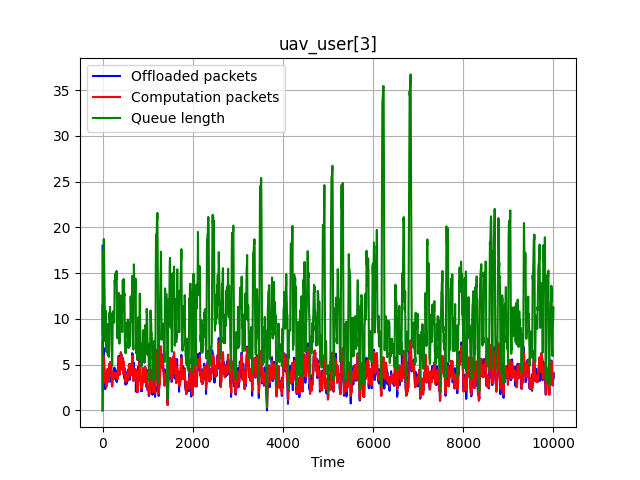 uav_user[3]
Offloaded packets
Computation packets
Queue length
35
30
25
20
15
10
5
0
0 2000 4000 6000 8000 10000
Time